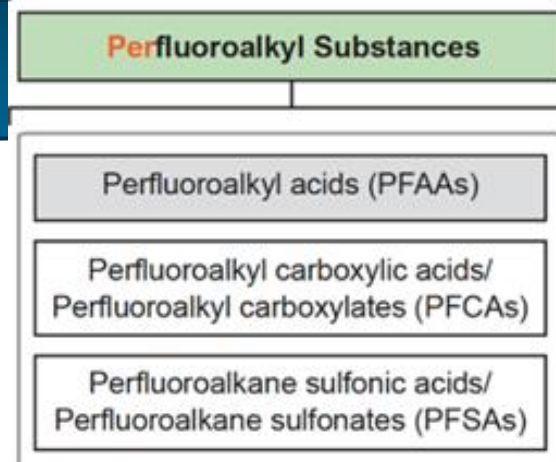 Perfluoroalkyl Substances
Perfluoroalkyl acids (PFAAs)
Perfluoroalkyl carboxylic acids/
Perfluoroalkyl carboxylates (PFCAs)
Perfluoroalkane sulfonic acids/
Perfluoroalkane sulfonates (PFSAs)